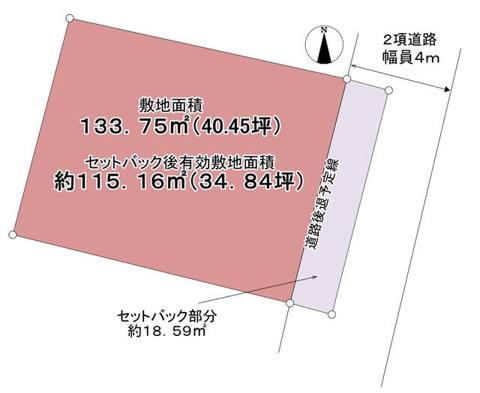 N
2項道路
幅員4m
敷地面積
133.75㎡(40.45坪)
セットバック後有効敷地面積
約115.16㎡(34.84坪)
道路後退予定線
セットバック部分
約18.59㎡